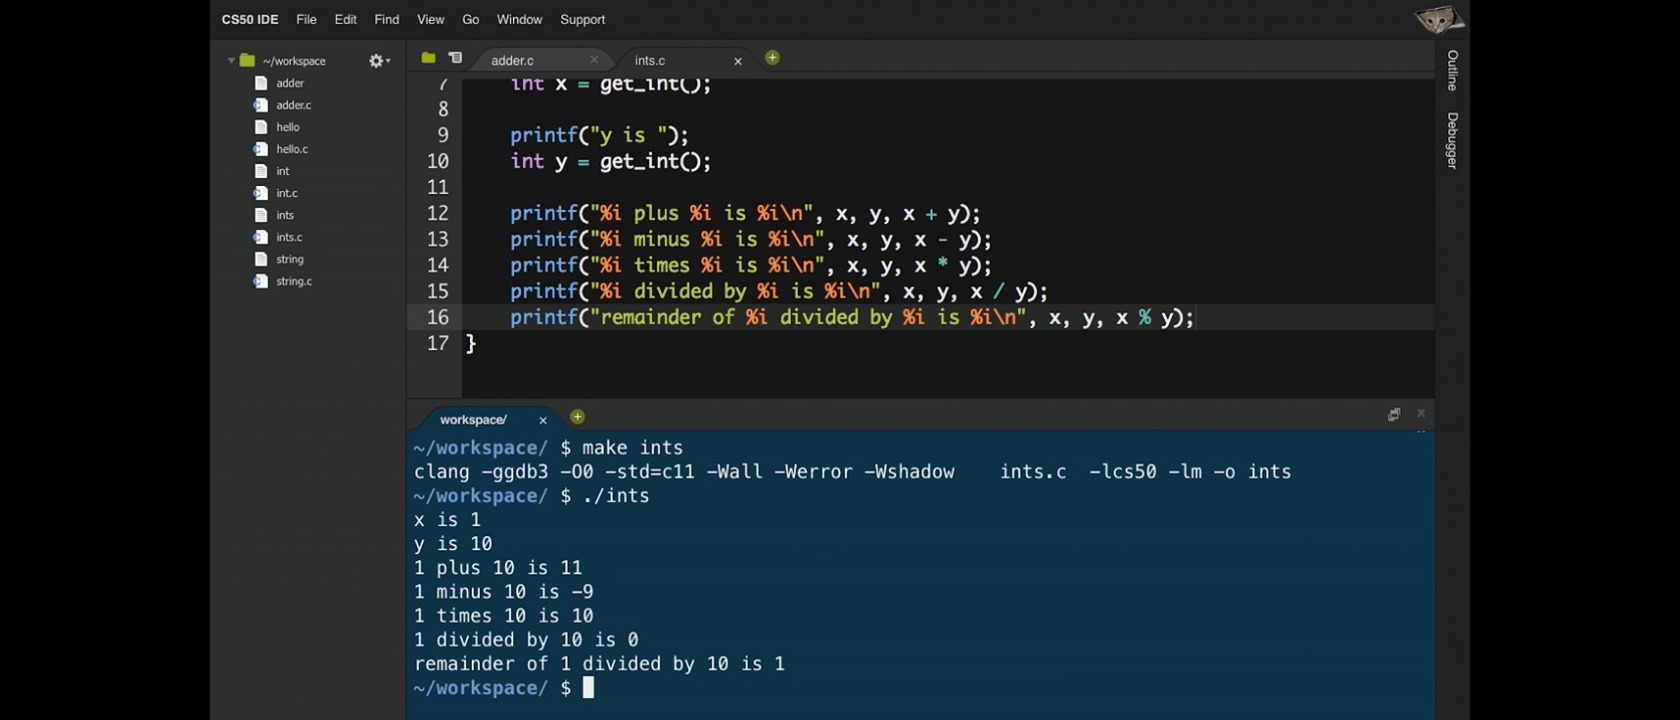 CS50 IDE File Edit Find View Go Window Support
~/workspace
adder
adder.c
hello
hello.c
int
int.c
ints
ints.c
string
string.c
adder.c ints.c
7 int x = get_int();
8
9 printf("y is ");
10 int y = get_int();
11
12 printf("%i plus %i is %i\n", x, y, x + y);
13 printf("%i minus %i is %i\n", x, y, x - y);
14 printf("%i times %i is %i\n", x, y, x * y);
15 printf("%i divided by %i is %i\n", x, y, x / y);
16 printf("remainder of %i divided by %i is %i\n", x, y, x % y);
17 }
Outline
Debugger
workspace/
~/workspace/ $ make ints
clang -ggdb3 -O0 -std=c11 -Wall -Werror -Wshadow    ints.c  -lcs50 -lm -o ints
~/workspace/ $ ./ints
x is 1
y is 10
1 plus 10 is 11
1 minus 10 is -9
1 times 10 is 10
1 divided by 10 is 0
remainder of 1 divided by 10 is 1
~/workspace/ $